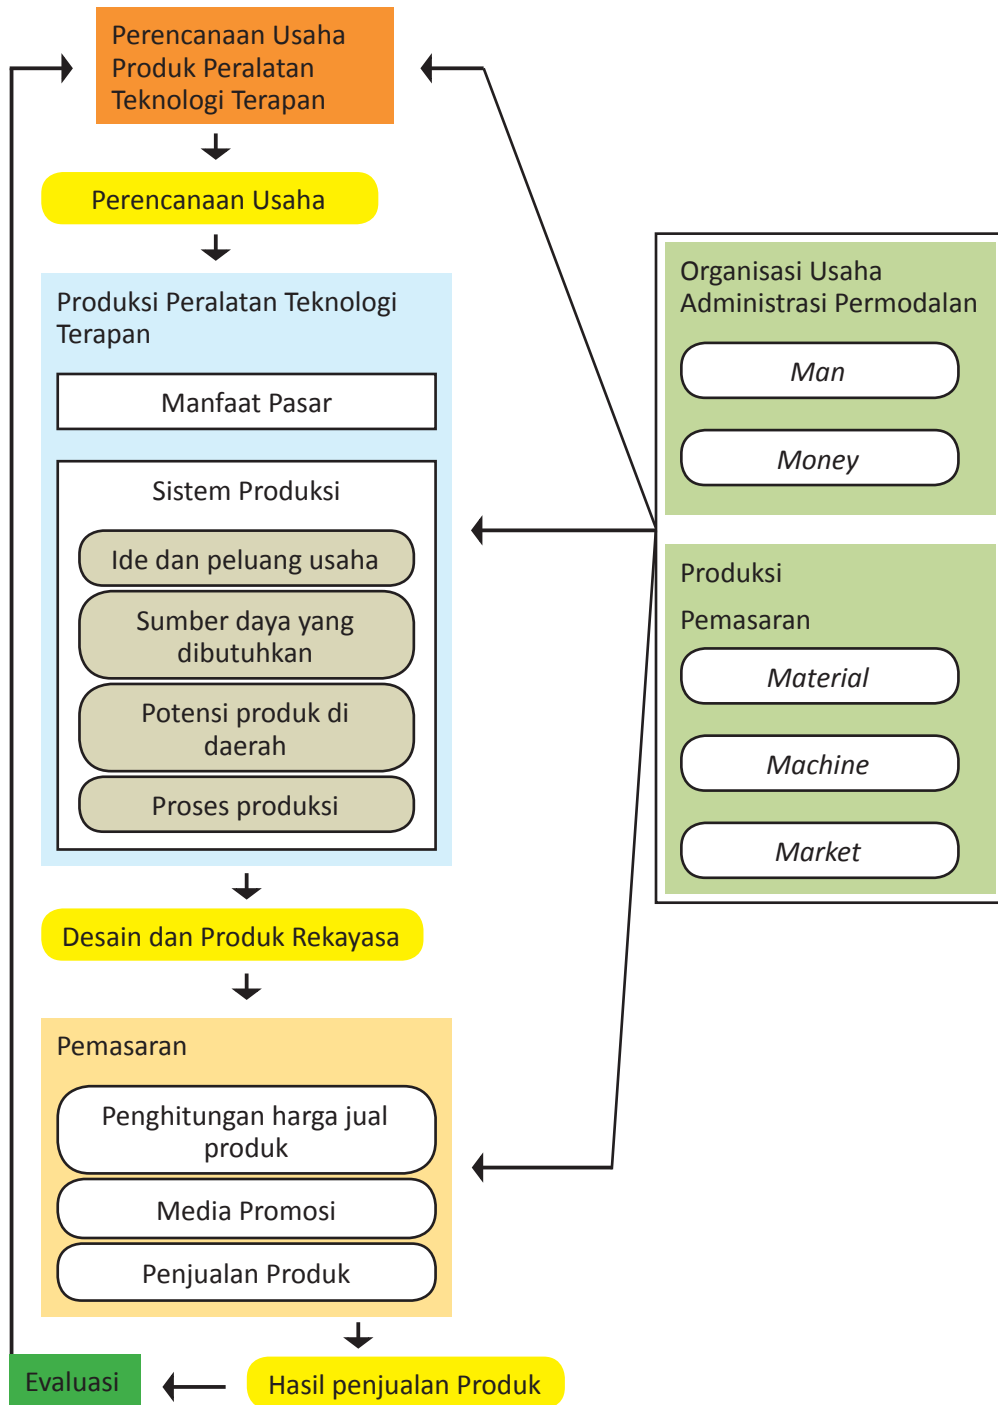 Perencanaan Usaha
Produk Peralatan
Teknologi Terapan
Perencanaan Usaha
Produksi Peralatan Teknologi
Terapan
Manfaat Pasar
Sistem Produksi
Ide dan peluang usaha
Sumber daya yang
dibutuhkan
Potensi produk di
daerah
Proses produksi
Desain dan Produk Rekayasa
Pemasaran
Penghitungan harga jual
produk
Media Promosi
Penjualan Produk
Hasil penjualan Produk
Evaluasi
Organisasi Usaha
Administrasi Permodalan
Man
Money
Produksi
Pemasaran
Material
Machine
Market